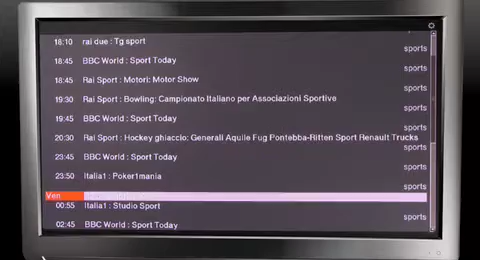 18:10 rai due : Tg sport
sports
18:45 BBC World : Sport Today
sports
18:45 Rai Sport : Motori: Motor Show
sports
19:30 Rai Sport : Bowling: Campionato Italiano per Associazioni Sportive
sports
19:45 BBC World : Sport Today
sports
20:30 Rai Sport : Hockey ghiaccio: Generali Aquile Fug Pontebba-Ritten Sport Renault Trucks
sports
23:45 BBC World : Sport Today
sports
23:50 Italia1 : Poker1mania
sports
Ven
00:55 Italia1 : Studio Sport
sports
02:45 BBC World : Sport Today